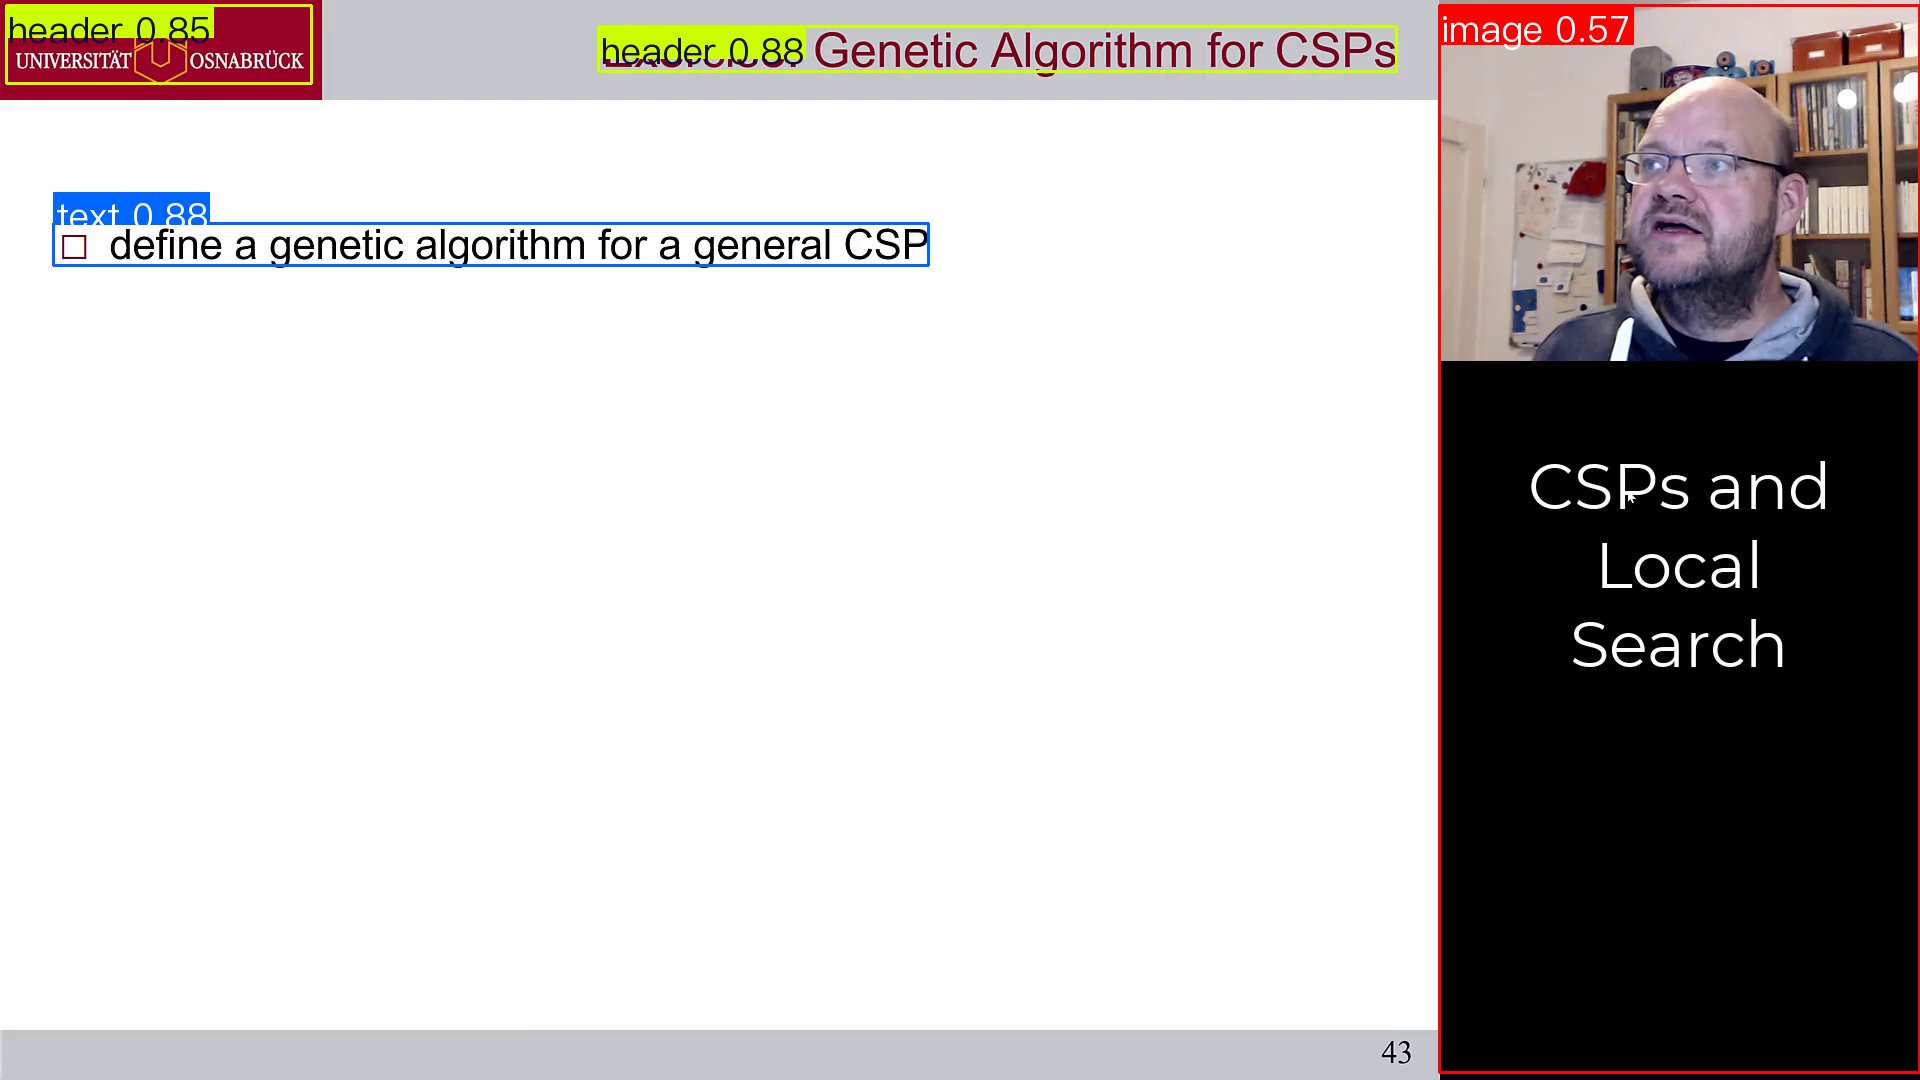 header 0.85
UNIVERSITÄT OSNABRÜCK
header 0.88 Genetic Algorithm for CSPs
image 0.57
text 0.88
define a genetic algorithm for a general CSP
CSPs and
Local
Search
43